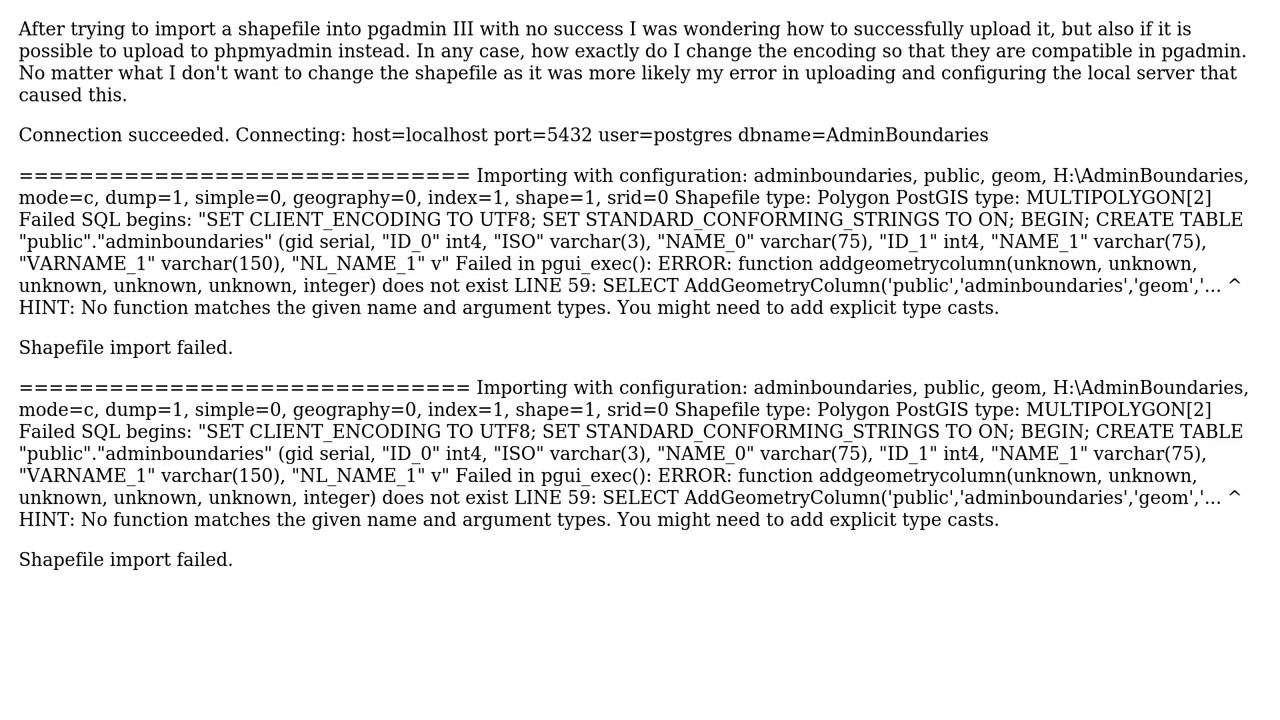 After trying to import a shapefile into pgadmin III with no success I was wondering how to successfully upload it, but also if it is
possible to upload to phpmyadmin instead. In any case, how exactly do I change the encoding so that they are compatible in pgadmin.
No matter what I don't want to change the shapefile as it was more likely my error in uploading and configuring the local server that
caused this.
Connection succeeded. Connecting: host=localhost port=5432 user=postgres dbname=AdminBoundaries
============================== Importing with configuration: adminboundaries, public, geom, H:\AdminBoundaries,
mode=c, dump=1, simple=0, geography=0, index=1, shape=1, srid=0 Shapefile type: Polygon PostGIS type: MULTIPOLYGON[2]
Failed SQL begins: "SET CLIENT_ENCODING TO UTF8; SET STANDARD_CONFORMING_STRINGS TO ON; BEGIN; CREATE TABLE
"public"."adminboundaries" (gid serial, "ID_0" int4, "ISO" varchar(3), "NAME_0" varchar(75), "ID_1" int4, "NAME_1" varchar(75),
"VARNAME_1" varchar(150), "NL_NAME_1" v" Failed in pgui_exec(): ERROR: function addgeometrycolumn(unknown, unknown,
unknown, unknown, unknown, integer) does not exist LINE 59: SELECT AddGeometryColumn('public','adminboundaries','geom','... ^
HINT: No function matches the given name and argument types. You might need to add explicit type casts.
Shapefile import failed.
============================== Importing with configuration: adminboundaries, public, geom, H:\AdminBoundaries,
mode=c, dump=1, simple=0, geography=0, index=1, shape=1, srid=0 Shapefile type: Polygon PostGIS type: MULTIPOLYGON[2]
Failed SQL begins: "SET CLIENT_ENCODING TO UTF8; SET STANDARD_CONFORMING_STRINGS TO ON; BEGIN; CREATE TABLE
"public"."adminboundaries" (gid serial, "ID_0" int4, "ISO" varchar(3), "NAME_0" varchar(75), "ID_1" int4, "NAME_1" varchar(75),
"VARNAME_1" varchar(150), "NL_NAME_1" v" Failed in pgui_exec(): ERROR: function addgeometrycolumn(unknown, unknown,
unknown, unknown, unknown, integer) does not exist LINE 59: SELECT AddGeometryColumn('public','adminboundaries','geom','... ^
HINT: No function matches the given name and argument types. You might need to add explicit type casts.
Shapefile import failed.